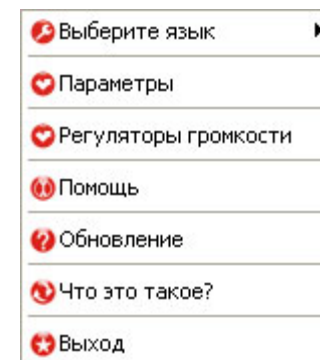 Выберите язык
Параметры
Регуляторы громкости
Помощь
Обновление
Что это такое?
Выход